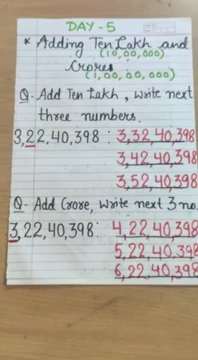 DAY - 5
* Adding Ten Lakh and
(10,00,000)
Crores
(1,00,00,000)
Q- Add Ten Lakh, write next
three numbers.
3,22,40,398 : 3,32,40,398
3,42,40,398
3,52,40,398
Q- Add Crore, write next 3 no.
3,22,40,398: 4,22,40,398
5,22,40,398
6,22,40,398